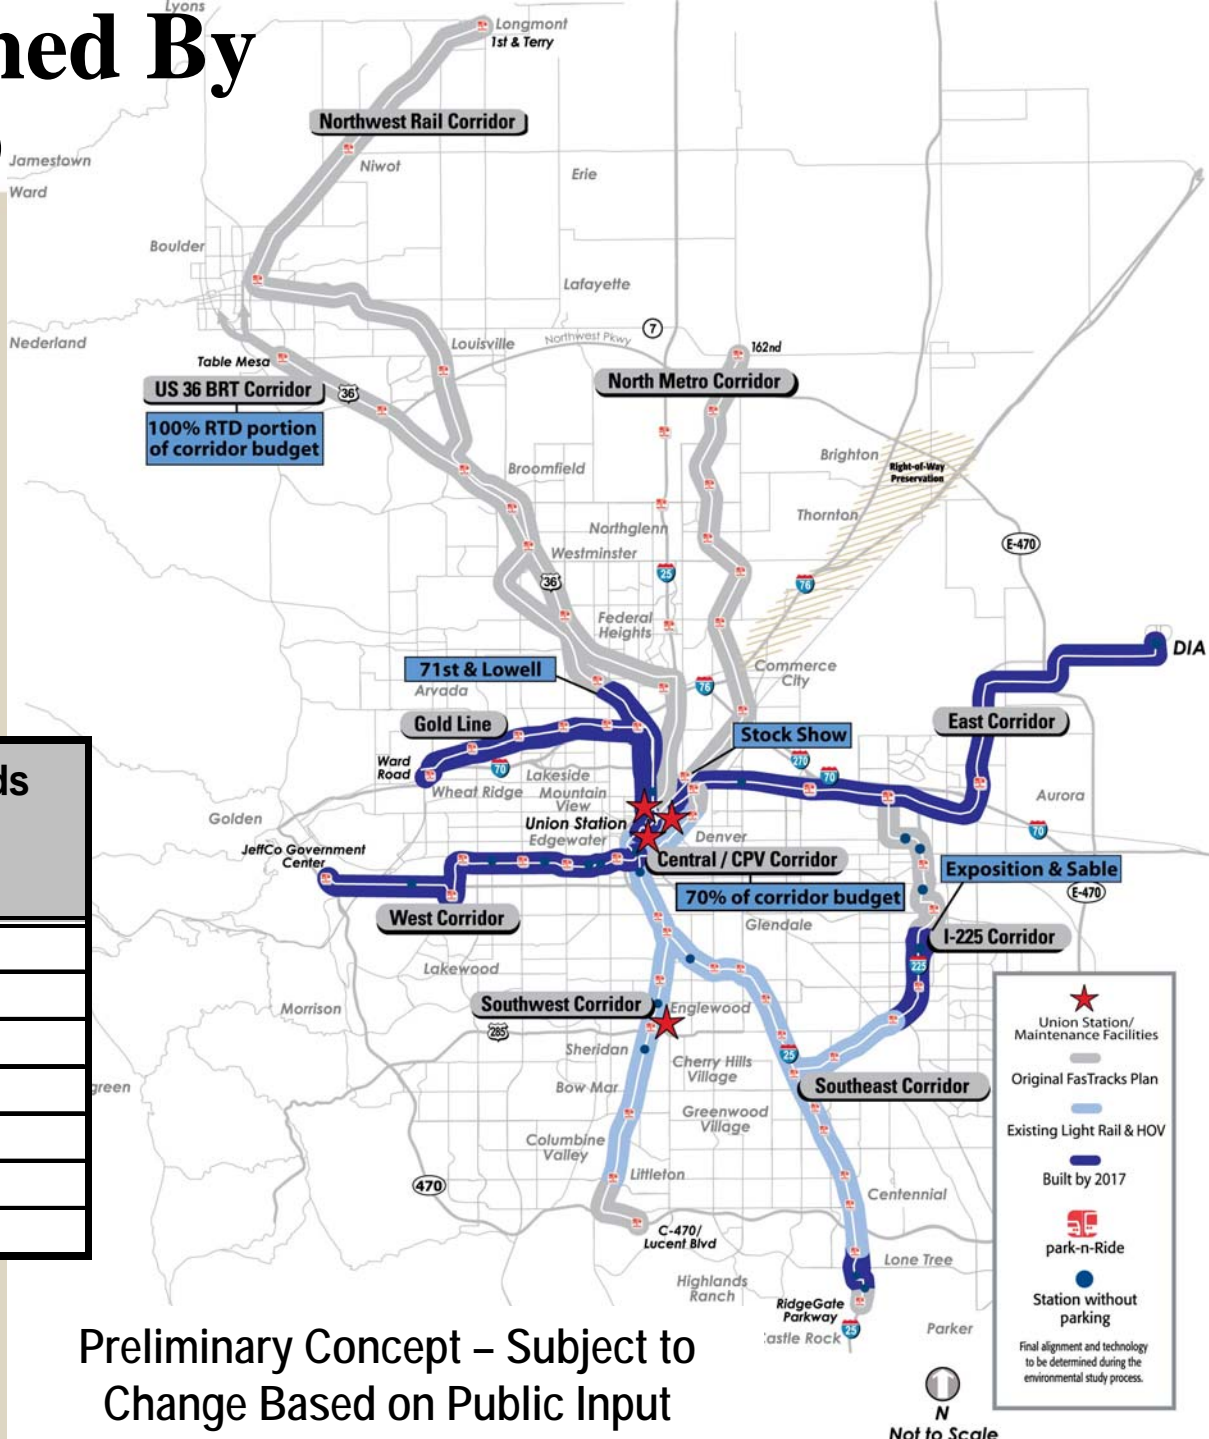 ned By
Lyons
Longmont
1st & Terry
Northwest Rail Corridor
Jamestown
Ward
Niwot
Erie
Boulder
Lafayette
Nederland
Louisville
Northwest Pkwy
7
162nd
Table Mesa
US 36 BRT Corridor
36
North Metro Corridor
100% RTD portion
of corridor budget
Brighton
Right-of-Way
Preservation
Broomfield
Thornton
Northglenn
E-470
Westminster
25
76
36
Federal
Heights
DIA
71st & Lowell
Commerce
City
Arvada
76
Gold Line
East Corridor
Stock Show
Ward
Road
70
270
70
ds
Lakeside
Mountain
View
Wheat Ridge
Aurora
Golden
Union Station
Edgewater
Denver
70
JeffCo Government
Center
Central / CPV Corridor
Exposition & Sable
70% of corridor budget
E-470
West Corridor
Glendale
I-225 Corridor
225
Lakewood
Morrison
Southwest Corridor
Englewood
285
Sheridan
25
Cherry Hills
Village
green
Bow Mar
Southeast Corridor
Greenwood
Village
Columbine
Valley
Littleton
470
Centennial
C-470/
Lucent Blvd
Lone Tree
Highlands
Ranch
RidgeGate
Parkway
25
astle Rock
Parker
Union Station/
Maintenance Facilities
Original FasTracks Plan
Existing Light Rail & HOV
Built by 2017
park-n-Ride
Station without
parking
Final alignment and technology
to be determined during the
environmental study process.
N
Not to Scale
Preliminary Concept – Subject to
Change Based on Public Input